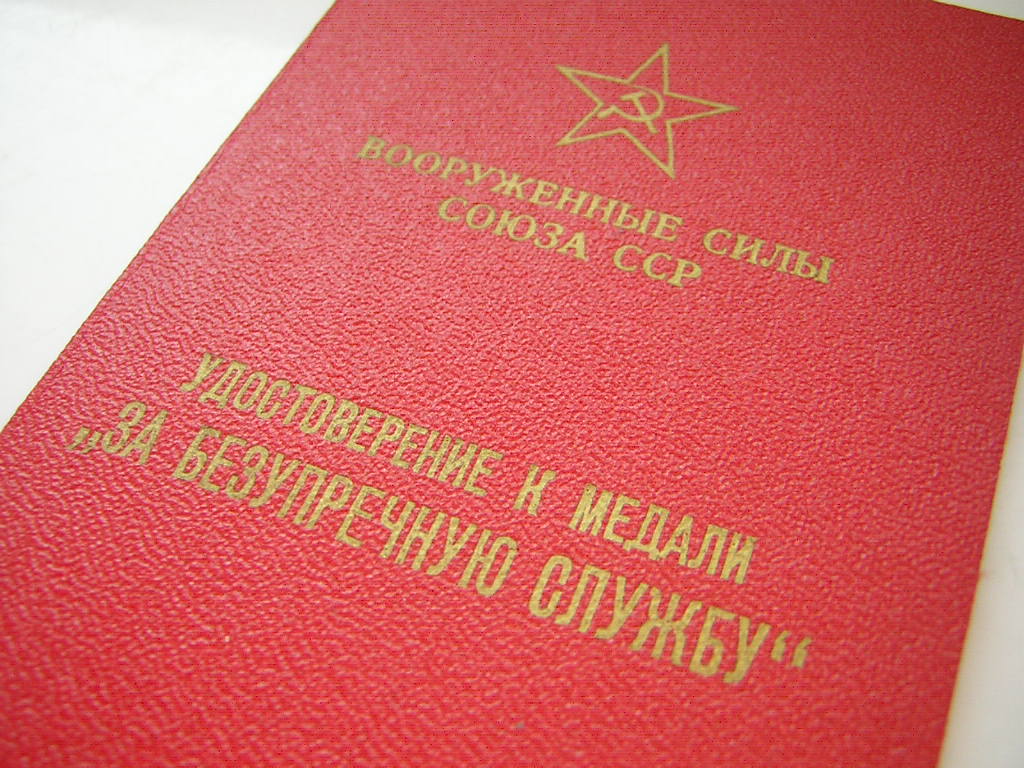 ВООРУЖЕННЫЕ СИЛЫ
СОЮЗА ССР
УДОСТОВЕРЕНИЕ К МЕДАЛИ
„ЗА БЕЗУПРЕЧНУЮ СЛУЖБУ“